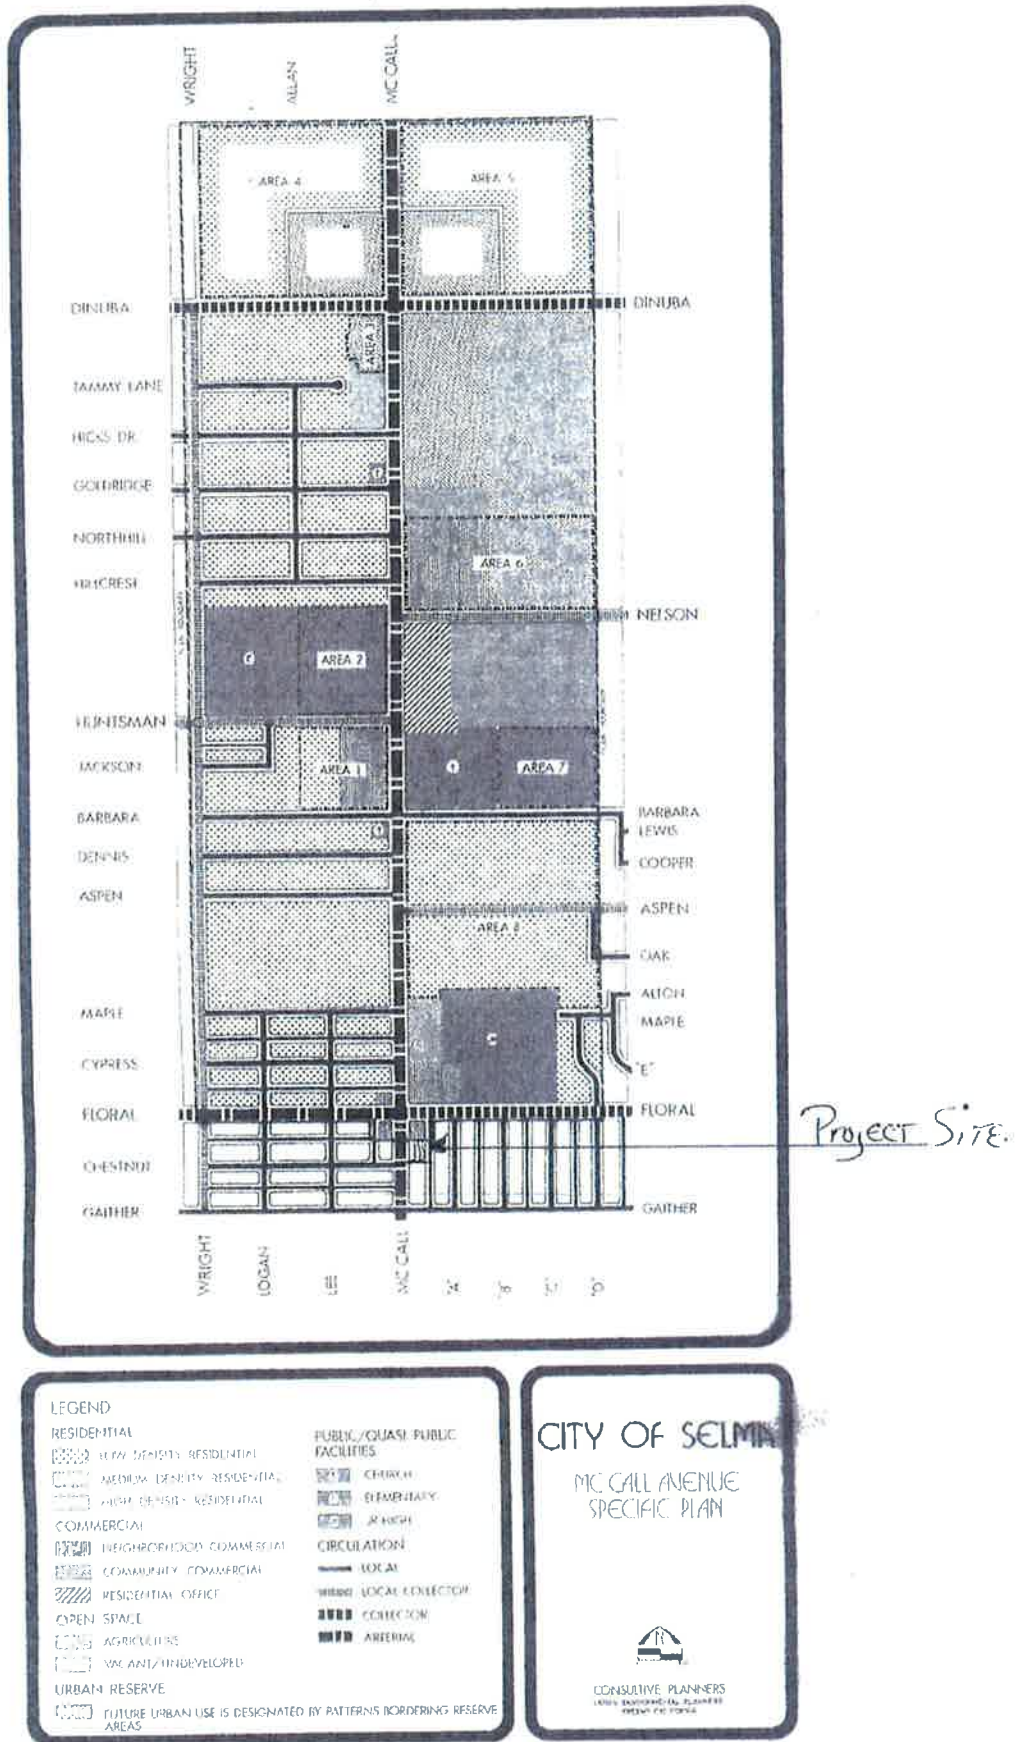 WRIGHT
ALLAN
MC CALL
AREA 4
AREA 5
DINUBA
DINUBA
AREA 3
TAMMY LANE
HICKS DR.
GOLDRIDGE
NORTHHILL
AREA 6
HILLCREST
NELSON
AREA 2
HUNTSMAN
JACKSON
AREA 1
AREA 7
BARBARA
BARBARA
LEWIS
DENNIS
COOPER
ASPEN
ASPEN
AREA 8
OAK
ALTON
MAPLE
MAPLE
CYPRESS
"E"
FLORAL
FLORAL
Project Site.
CHESTNUT
GAITHER
GAITHER
WRIGHT
LOGAN
LEE
MC CALL
"A"
"B"
"C"
"D"
LEGEND
RESIDENTIAL
LOW DENSITY RESIDENTIAL
MEDIUM DENSITY RESIDENTIAL
HIGH DENSITY RESIDENTIAL
COMMERCIAL
NEIGHBORHOOD COMMERCIAL
COMMUNITY COMMERCIAL
RESIDENTIAL OFFICE
OPEN SPACE
AGRICULTURE
VACANT/UNDEVELOPED
URBAN RESERVE
FUTURE URBAN USE IS DESIGNATED BY PATTERNS BORDERING RESERVE
AREAS
PUBLIC/QUASI PUBLIC
FACILITIES
CHURCH
ELEMENTARY
JR HIGH
CIRCULATION
LOCAL
LOCAL COLLECTOR
COLLECTOR
ARTERIAL
CITY OF SELMA
MC CALL AVENUE
SPECIFIC PLAN
N
CONSULTIVE PLANNERS